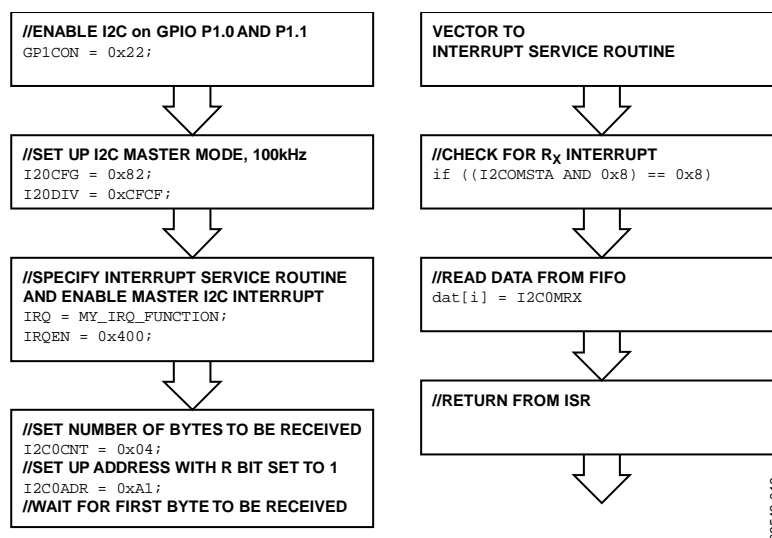 //ENABLE I2C on GPIO P1.0 AND P1.1
GP1CON = 0x22;
//SET UP I2C MASTER MODE, 100kHz
I20CFG = 0x82;
I20DIV = 0xCFCF;
//SPECIFY INTERRUPT SERVICE ROUTINE
AND ENABLE MASTER I2C INTERRUPT
IRQ = MY_IRQ_FUNCTION;
IRQEN = 0x400;
//SET NUMBER OF BYTES TO BE RECEIVED
I2C0CNT = 0x04;
//SET UP ADDRESS WITH R BIT SET TO 1
I2C0ADR = 0xA1;
//WAIT FOR FIRST BYTE TO BE RECEIVED
VECTOR TO
INTERRUPT SERVICE ROUTINE
//CHECK FOR RX INTERRUPT
if ((I2COMSTA AND 0x8) == 0x8)
//READ DATA FROM FIFO
dat[i] = I2C0MRX
//RETURN FROM ISR